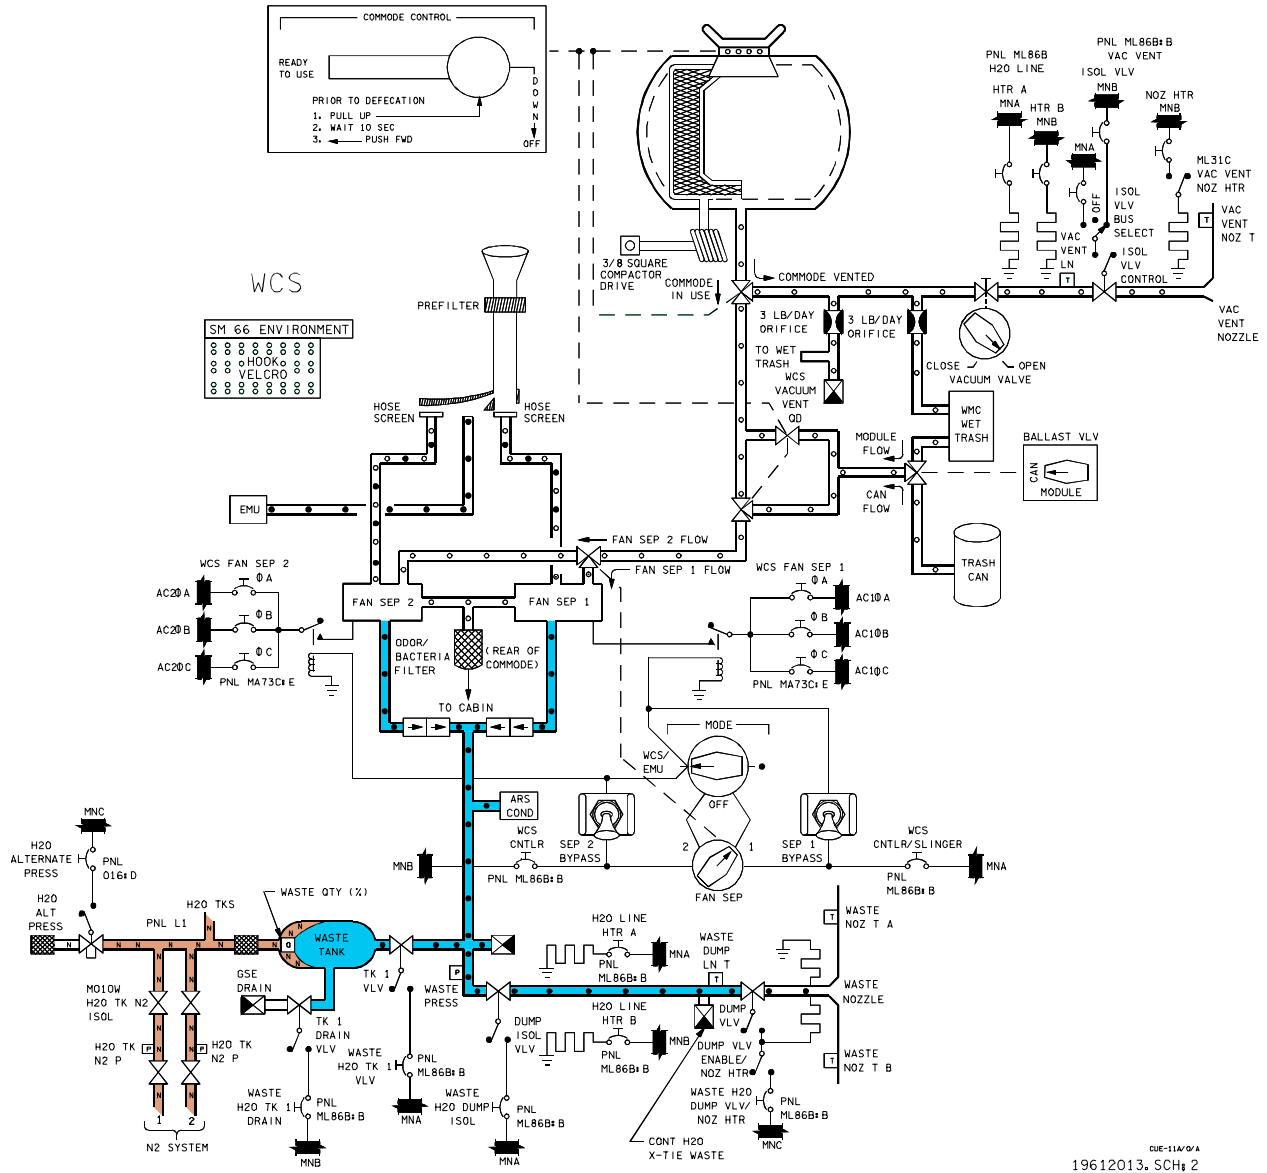 COMMODE CONTROL
READY
TO USE
PRIOR TO DEFECATION
1. PULL UP
2. WAIT 10 SEC
3. PUSH FWD
DOWN
OFF
PNL ML86B
H2O LINE
HTR A
MNA
HTR B
MNB
PNL ML86B:B
VAC VENT
ISOL VLV
MNB
MNA
NOZ HTR
MNB
ML31C
VAC VENT
NOZ HTR
OFF
ISOL
VLV
BUS
SELECT
VAC
VENT
LN
T
ISOL
VLV
CONTROL
T
VAC
VENT
NOZ T
VAC
VENT
NOZZLE
WCS
SM 66 ENVIRONMENT
HOOK
VELCRO
PREFILTER
3/8 SQUARE
COMPACTOR
DRIVE
COMMODE
IN USE
COMMODE VENTED
3 LB/DAY
ORIFICE
3 LB/DAY
ORIFICE
TO WET
TRASH
WCS
VACUUM
VENT
QD
CLOSE
OPEN
VACUUM VALVE
HOSE
SCREEN
HOSE
SCREEN
WMC
WET
TRASH
MODULE
FLOW
CAN
FLOW
BALLAST VLV
CAN
MODULE
EMU
FAN SEP 2 FLOW
FAN SEP 1 FLOW
TRASH
CAN
WCS FAN SEP 2
ΦA
AC2ΦA
ΦB
AC2ΦB
ΦC
AC2ΦC
PNL MA73C:E
FAN SEP 2
FAN SEP 1
WCS FAN SEP 1
ΦA
AC1ΦA
ΦB
AC1ΦB
ΦC
AC1ΦC
PNL MA73C:E
ODOR/
BACTERIA
FILTER
(REAR OF
COMMODE)
TO CABIN
MODE
WCS/
EMU
OFF
ARS
COND
MNB
WCS
CNTLR
PNL ML86B:B
SEP 2
BYPASS
2
1
FAN SEP
SEP 1
BYPASS
WCS
CNTLR/SLINGER
PNL
ML86B:B
MNA
MNC
H2O
ALTERNATE
PRESS
PNL
O16:D
H2O
ALT
PRESS
PNL L1
H2O TKS
WASTE QTY (%)
Q
WASTE
TANK
N N N N N N N N N N N N N N N N N N
GSE
DRAIN
TK 1
DRAIN
VLV
TK 1
VLV
P
WASTE
PRESS
MO10W
H2O TK N2
ISOL
H2O TK
N2 P
P
P
H2O TK
N2 P
1
2
N2 SYSTEM
WASTE
H2O TK 1
DRAIN
PNL
ML86B:B
MNB
WASTE
H2O TK 1
VLV
PNL
ML86B:B
MNA
DUMP
ISOL
VLV
WASTE
H2O DUMP
ISOL
PNL
ML86B:B
MNA
H2O LINE
HTR A
PNL
ML86B:B
MNA
H2O LINE
HTR B
PNL
ML86B:B
MNB
WASTE
DUMP
LN T
T
DUMP
VLV
DUMP VLV
ENABLE/
NOZ HTR
WASTE H2O
DUMP VLV/
NOZ HTR
PNL
ML86B:B
MNC
CONT H2O
X-TIE WASTE
T
WASTE
NOZ T A
WASTE
NOZZLE
T
WASTE
NOZ T B
CUE-11A/O/A
19612013.SCH;2